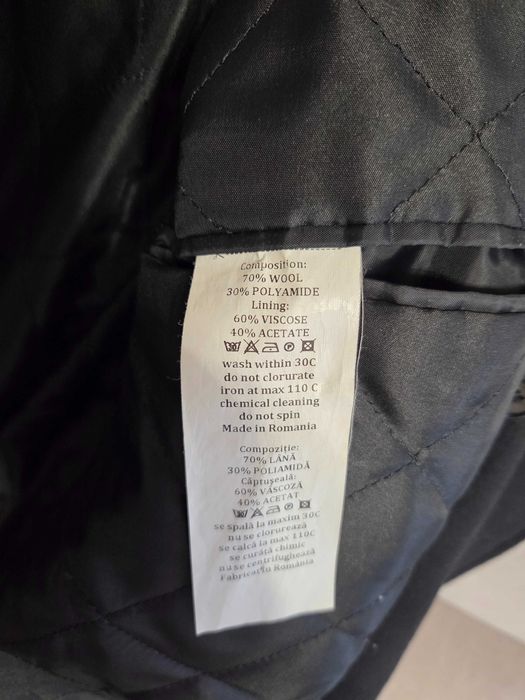 Composition:
70% WOOL
30% POLYAMIDE
Lining:
60% VISCOSE
40% ACETATE
wash within 30C
do not clorurate
iron at max 110 C
chemical cleaning
do not spin
Made in Romania
Compoziție:
70% LÂNĂ
30% POLIAMIDĂ
Căptușeală:
60% VÂSCOZĂ
40% ACETAT
se spală la maxim 30C
nu se clorurează
se calcă la max 110C
se curăță chimic
nu se centrifughează
Fabricat în România